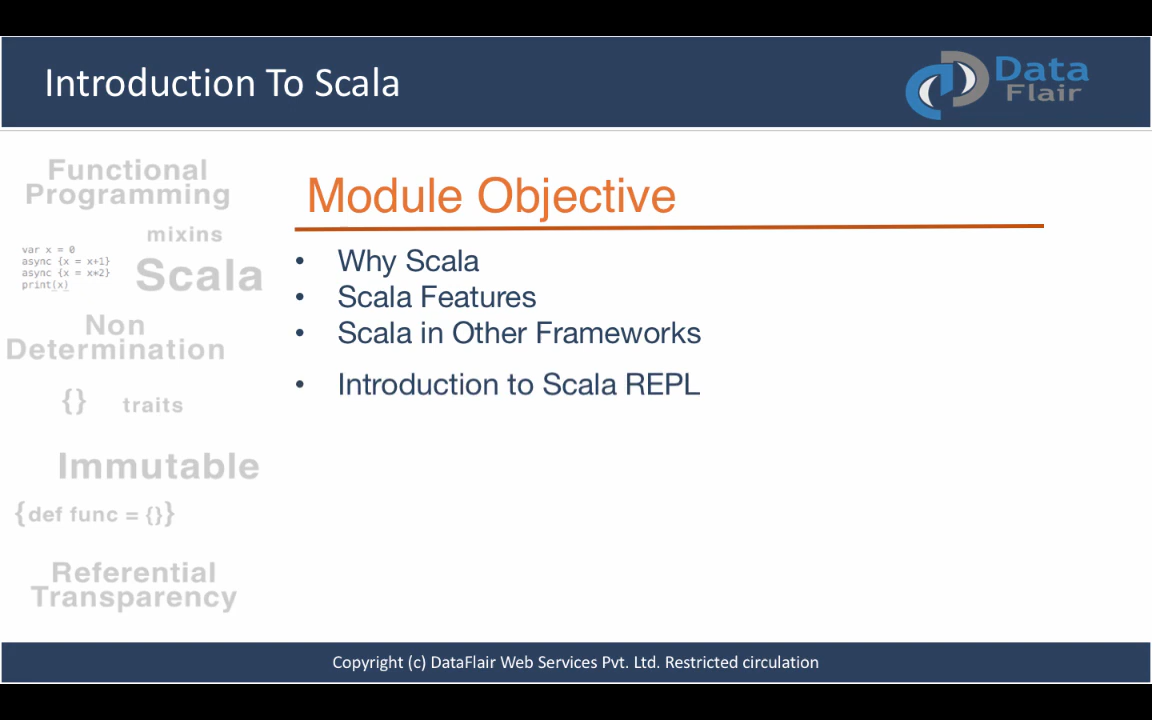 Introduction To Scala
Data
Flair
Functional
Programming
mixins
var x = 0
async {x = x+1}
async {x = x*2}
print(x)
Scala
Non
Determination
{} traits
Immutable
{def func = {}}
Referential
Transparency
Module Objective
• Why Scala
• Scala Features
• Scala in Other Frameworks
• Introduction to Scala REPL
Copyright (c) DataFlair Web Services Pvt. Ltd. Restricted circulation